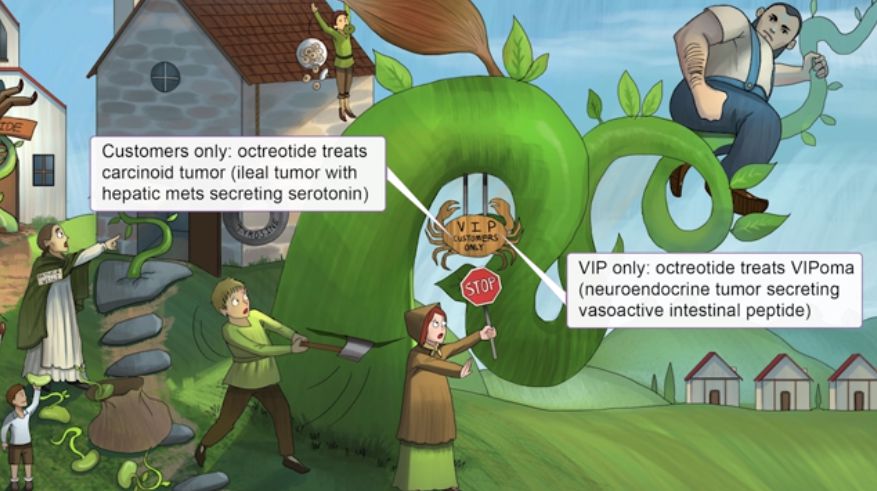 IDE
Customers only: octreotide treats
carcinoid tumor (ileal tumor with
hepatic mets secreting serotonin)
VIP
CUSTOMERS
ONLY
VIP only: octreotide treats VIPoma
(neuroendocrine tumor secreting
vasoactive intestinal peptide)
STOP